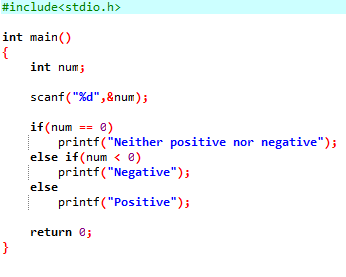 #include<stdio.h>
int main()
{
int num;
scanf("%d",&num);
if(num == 0)
printf("Neither positive nor negative");
else if(num < 0)
printf("Negative");
else
printf("Positive");
return 0;
}